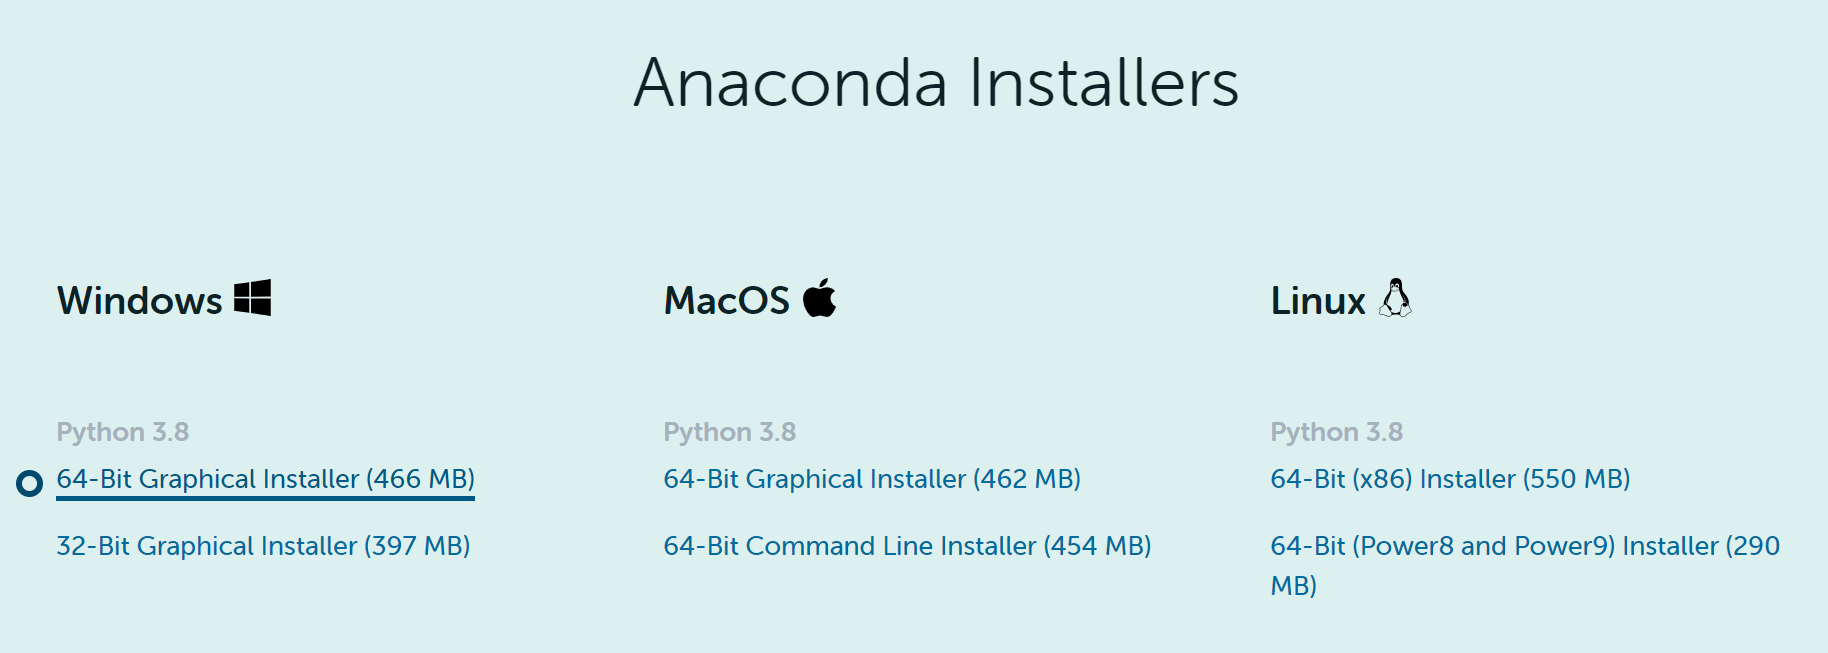 Anaconda Installers
Windows
Python 3.8
64-Bit Graphical Installer (466 MB)
32-Bit Graphical Installer (397 MB)
MacOS
Python 3.8
64-Bit Graphical Installer (462 MB)
64-Bit Command Line Installer (454 MB)
Linux
Python 3.8
64-Bit (x86) Installer (550 MB)
64-Bit (Power8 and Power9) Installer (290
MB)